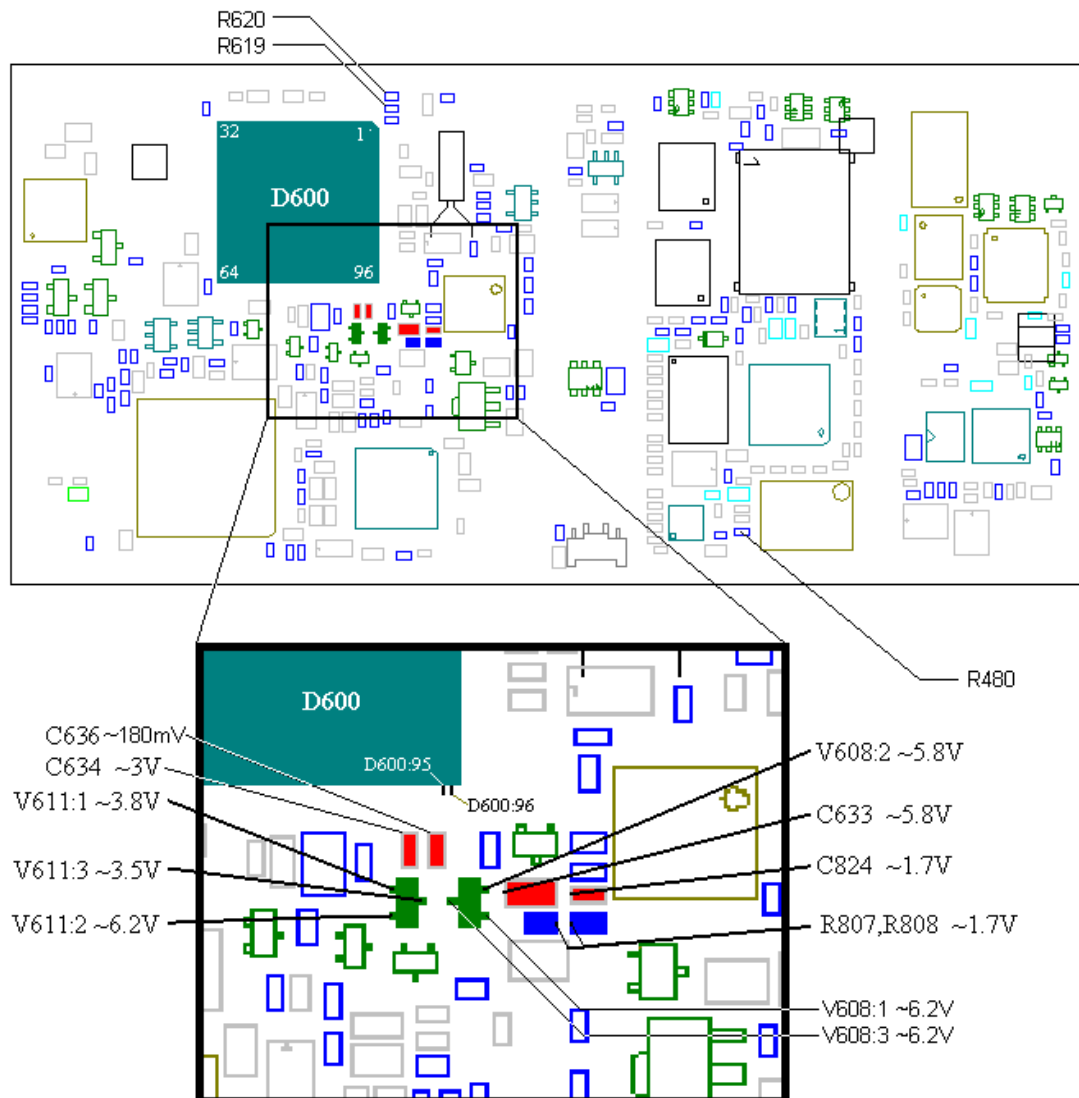 R620
R619
32
1
D600
64
96
1
1
R480
D600
C636 ~180mV
C634 ~3V
D600:95
D600:96
V611:1 ~3.8V
V611:3 ~3.5V
V611:2 ~6.2V
V608:2 ~5.8V
C633 ~5.8V
C824 ~1.7V
R807,R808 ~1.7V
V608:1 ~6.2V
V608:3 ~6.2V